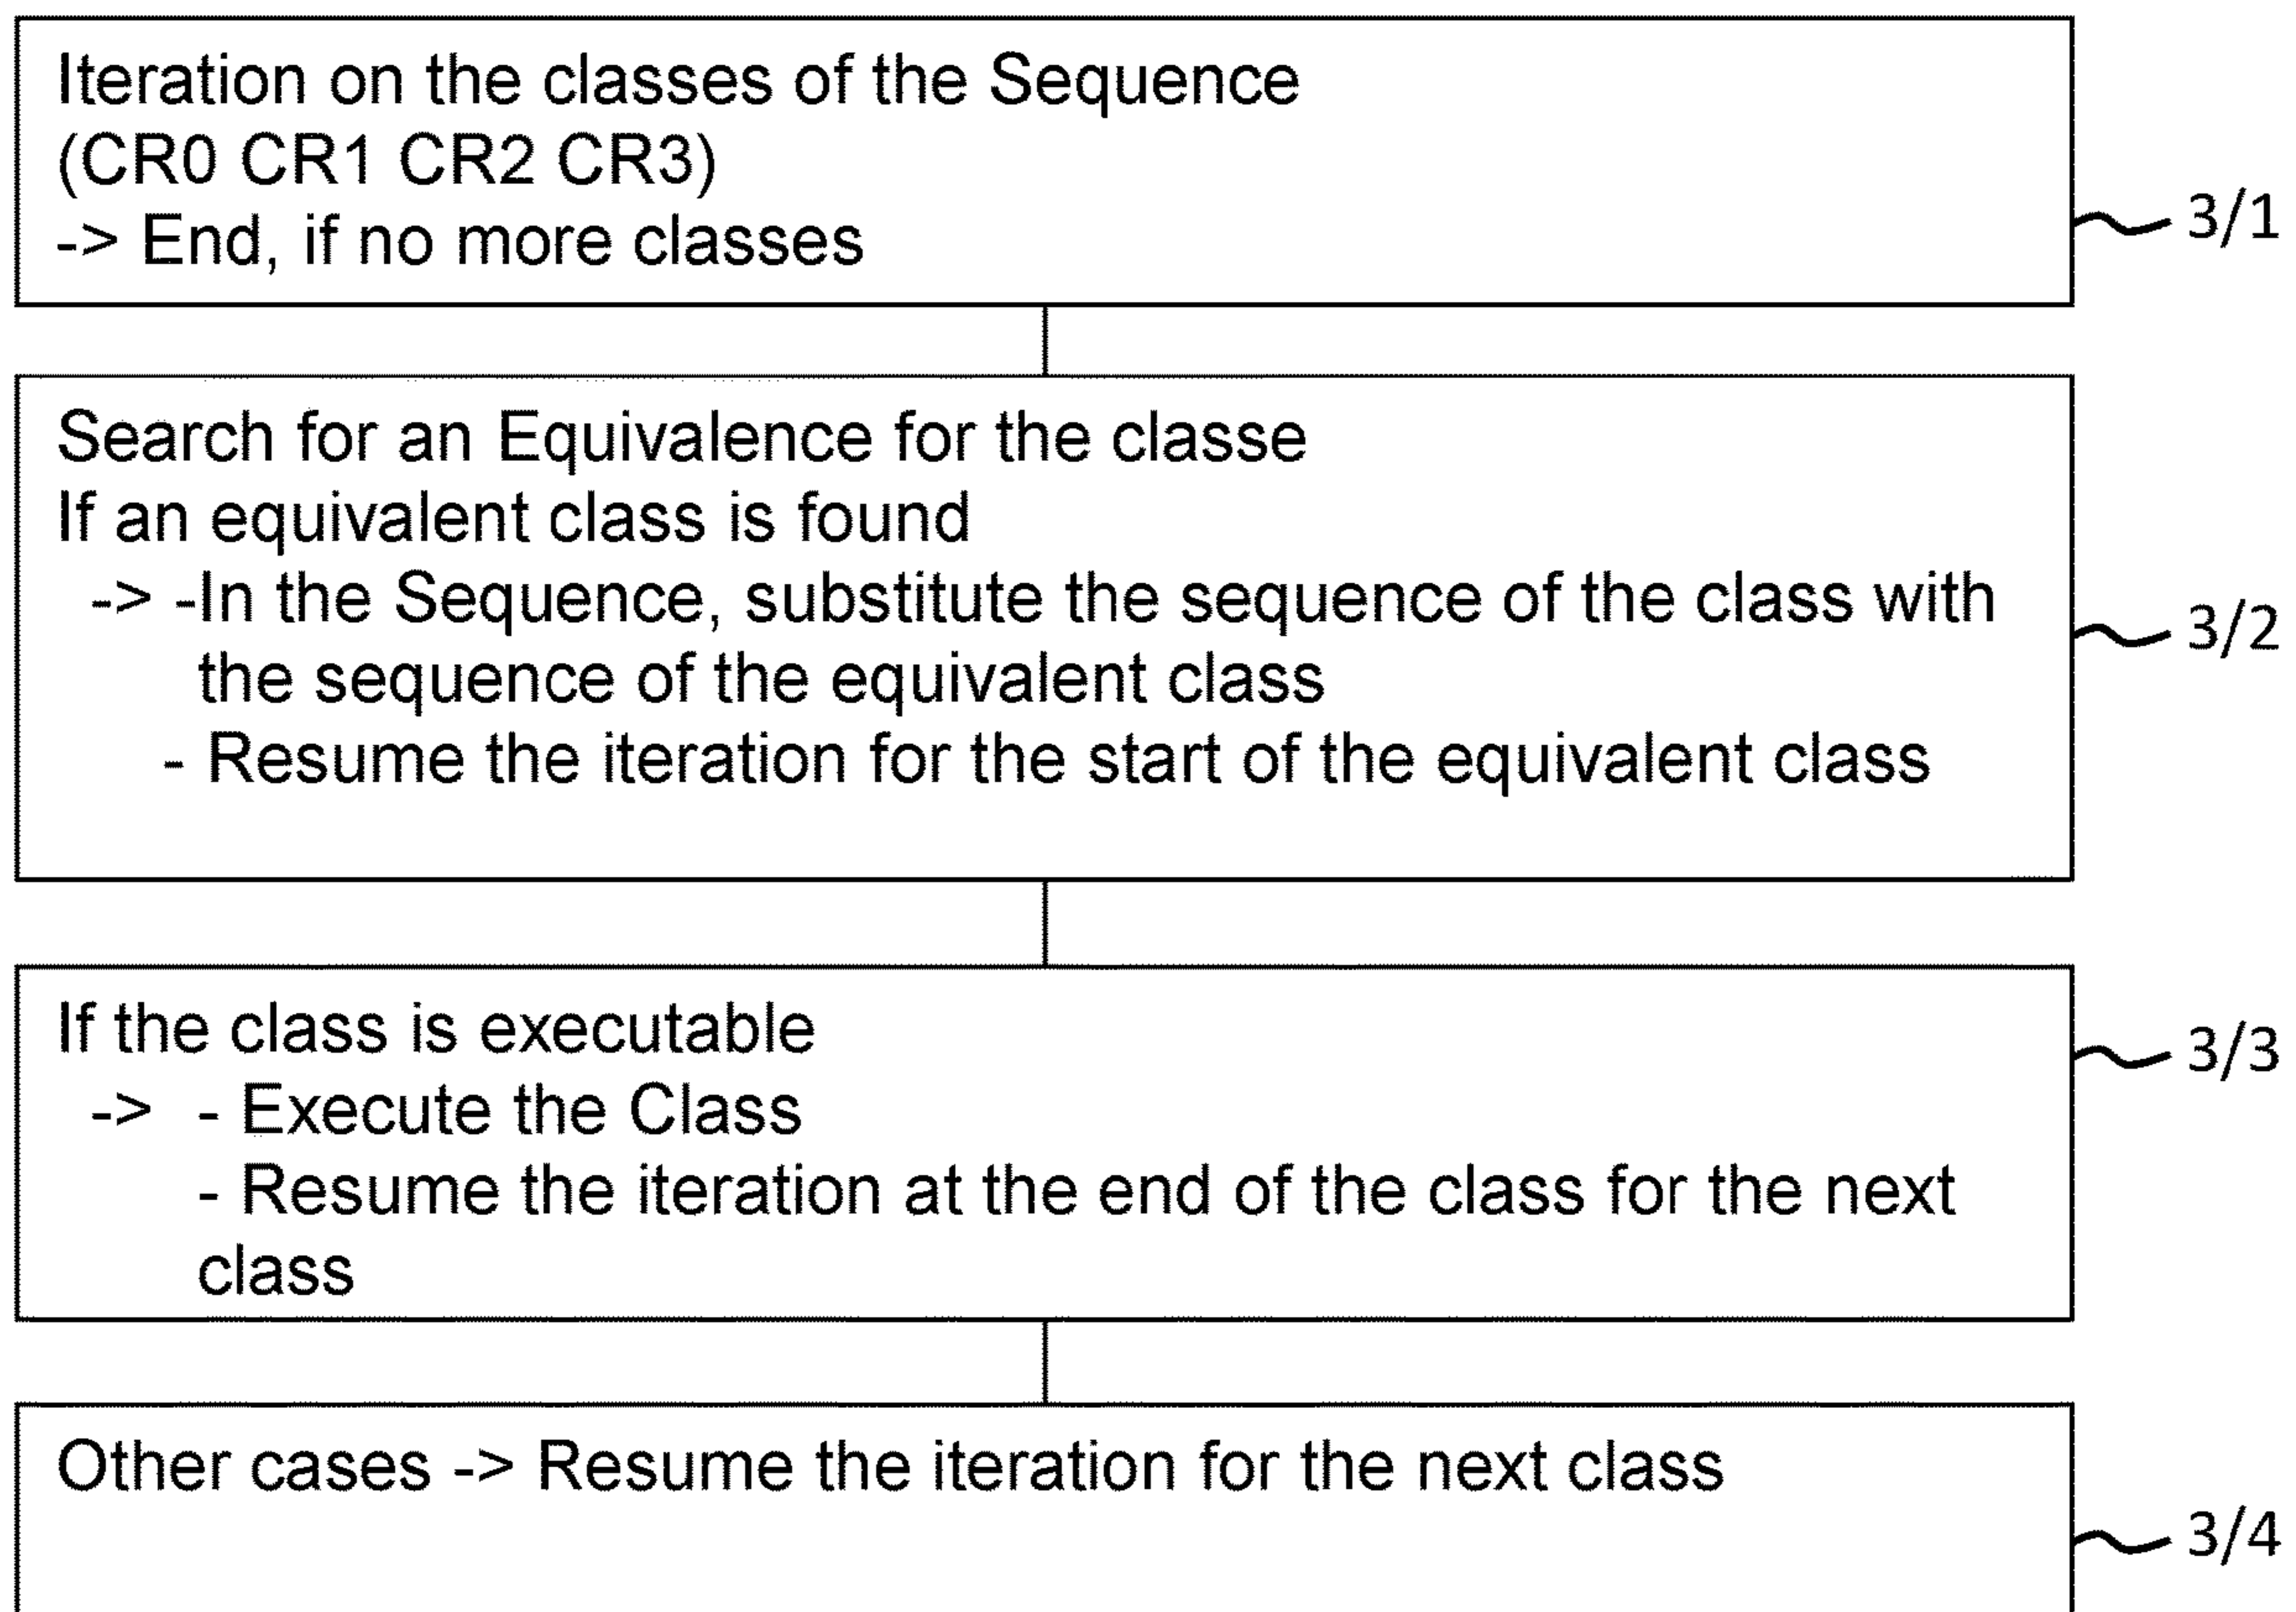 Iteration on the classes of the Sequence
(CR0 CR1 CR2 CR3)
-> End, if no more classes
3/1
Search for an Equivalence for the classe
If an equivalent class is found
-> -In the Sequence, substitute the sequence of the class with
the sequence of the equivalent class
- Resume the iteration for the start of the equivalent class
3/2
If the class is executable
-> - Execute the Class
- Resume the iteration at the end of the class for the next
class
3/3
Other cases -> Resume the iteration for the next class
3/4